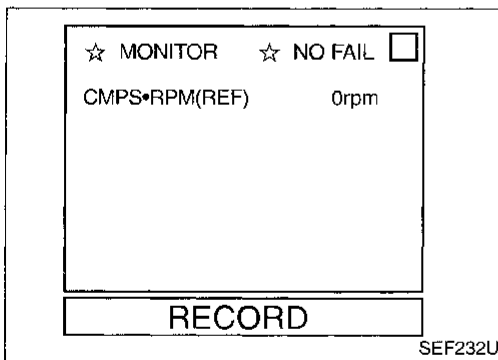 ☆ MONITOR ☆ NO FAIL
CMPS•RPM(REF) 0rpm
RECORD
SEF232U